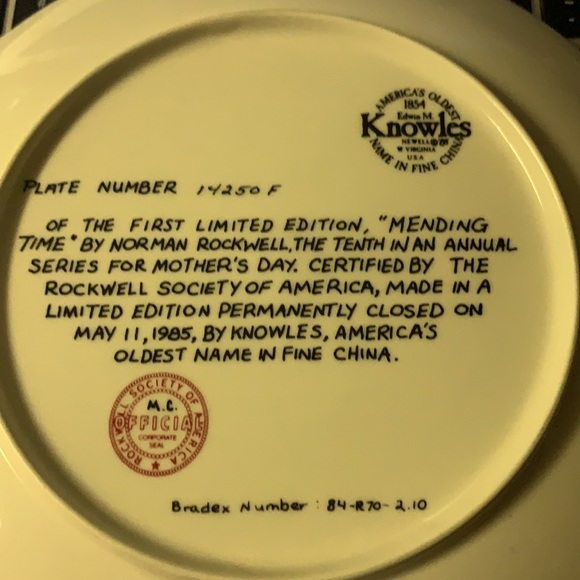 AMERICA'S OLDEST
1854
Edwin M.
Knowles
NEWELL
W VIRGINIA
USA
NAME IN FINE CHINA
PLATE NUMBER 14250 F
OF THE FIRST LIMITED EDITION, "MENDING
TIME" BY NORMAN ROCKWELL, THE TENTH IN AN ANNUAL
SERIES FOR MOTHER'S DAY. CERTIFIED BY THE
ROCKWELL SOCIETY OF AMERICA, MADE IN A
LIMITED EDITION PERMANENTLY CLOSED ON
MAY 11, 1985, BY KNOWLES, AMERICA'S
OLDEST NAME IN FINE CHINA.
ROCKWELL SOCIETY OF AMERICA
M.C.
OFFICIAL
CORPORATE
SEAL
Bradex Number : 84-R70-2.10